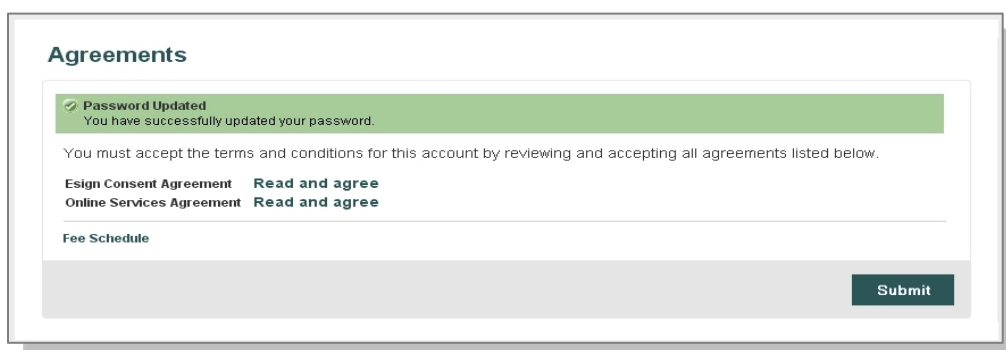 Agreements
Password Updated
You have successfully updated your password.
You must accept the terms and conditions for this account by reviewing and accepting all agreements listed below.
Esign Consent Agreement Read and agree
Online Services Agreement Read and agree
Fee Schedule
Submit